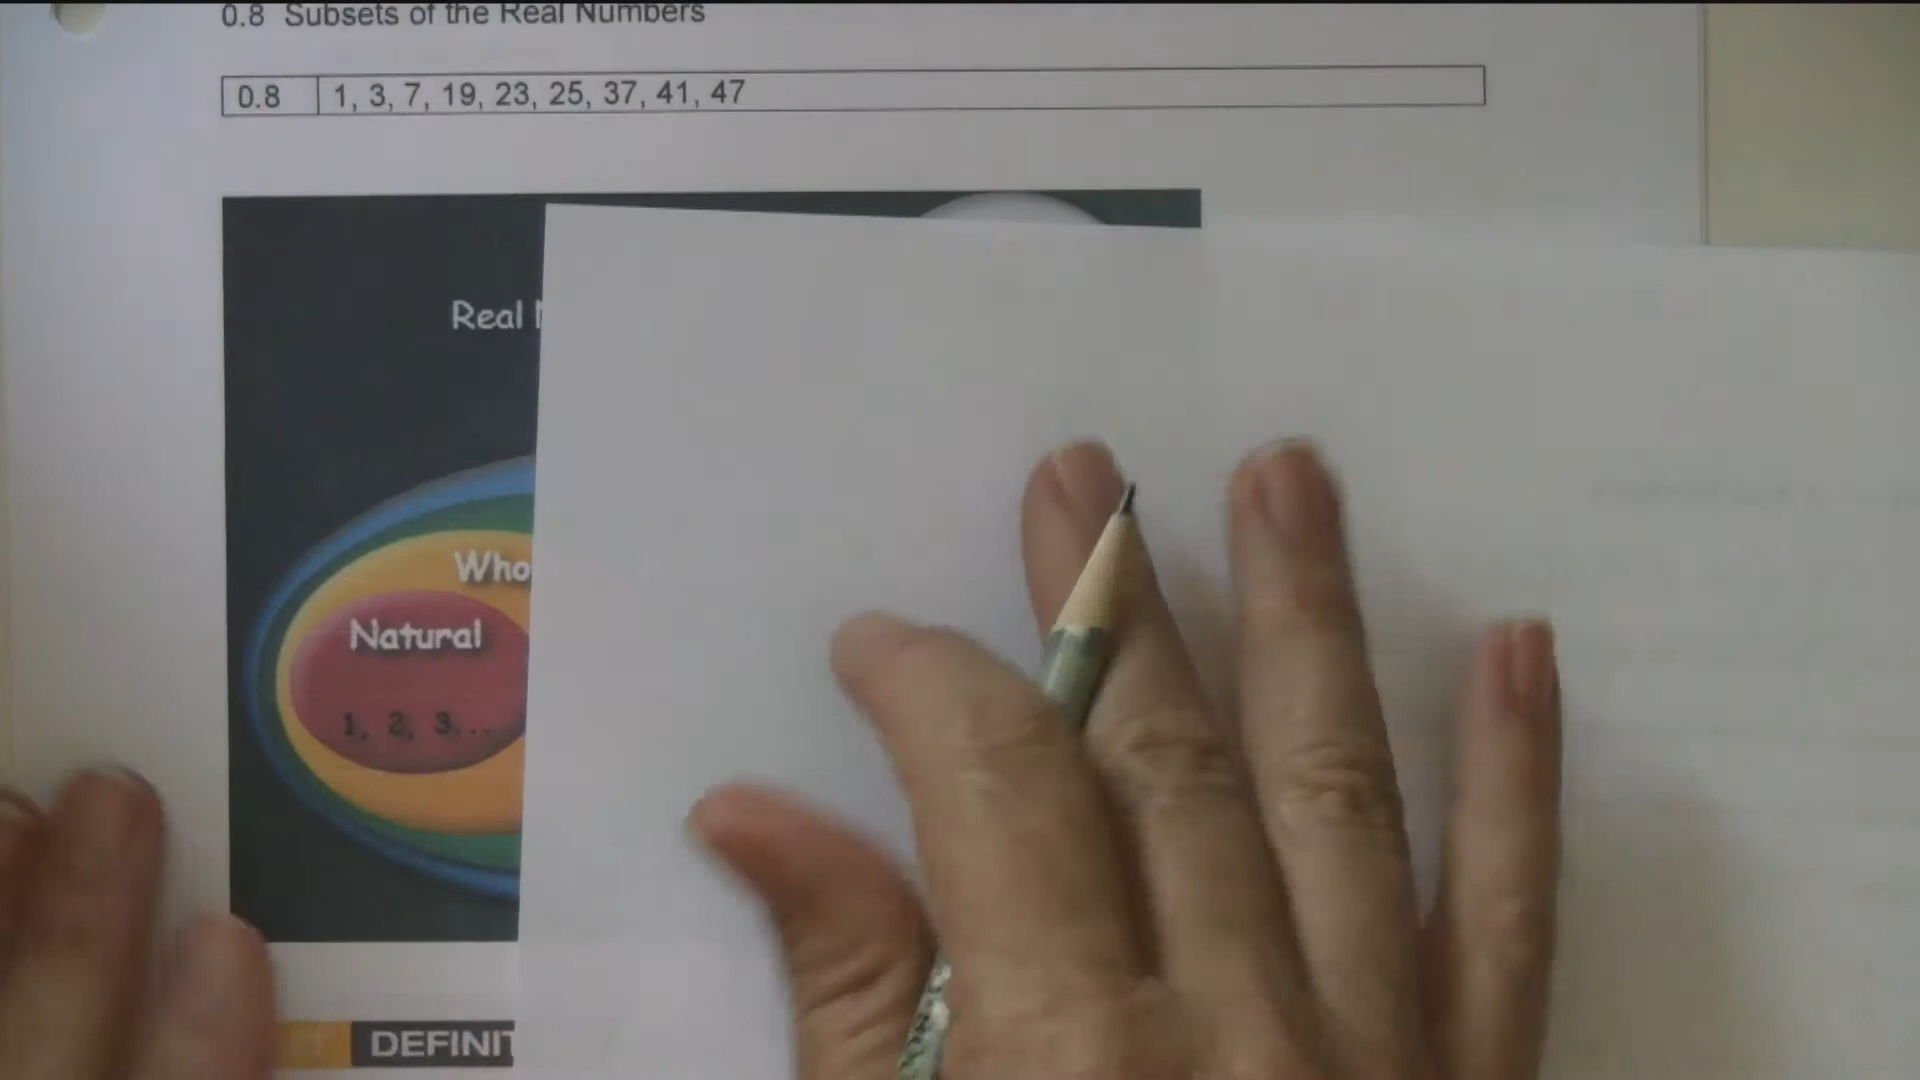 0.8 Subsets of the Real Numbers
0.8 1, 3, 7, 19, 23, 25, 37, 41, 47
Real
Who
Natural
1, 2, 3,...
DEFINIT